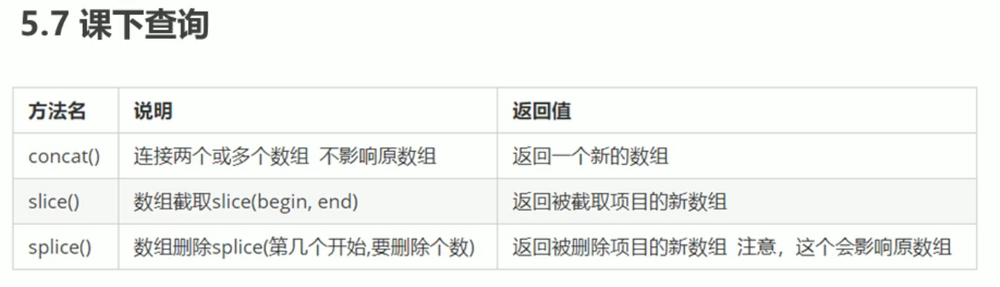 5.7 课下查询
方法名 说明 返回值
concat() 连接两个或多个数组 不影响原数组 返回一个新的数组
slice() 数组截取slice(begin, end) 返回被截取项目的新数组
splice() 数组删除splice(第几个开始,要删除个数) 返回被删除项目的新数组 注意，这个会影响原数组